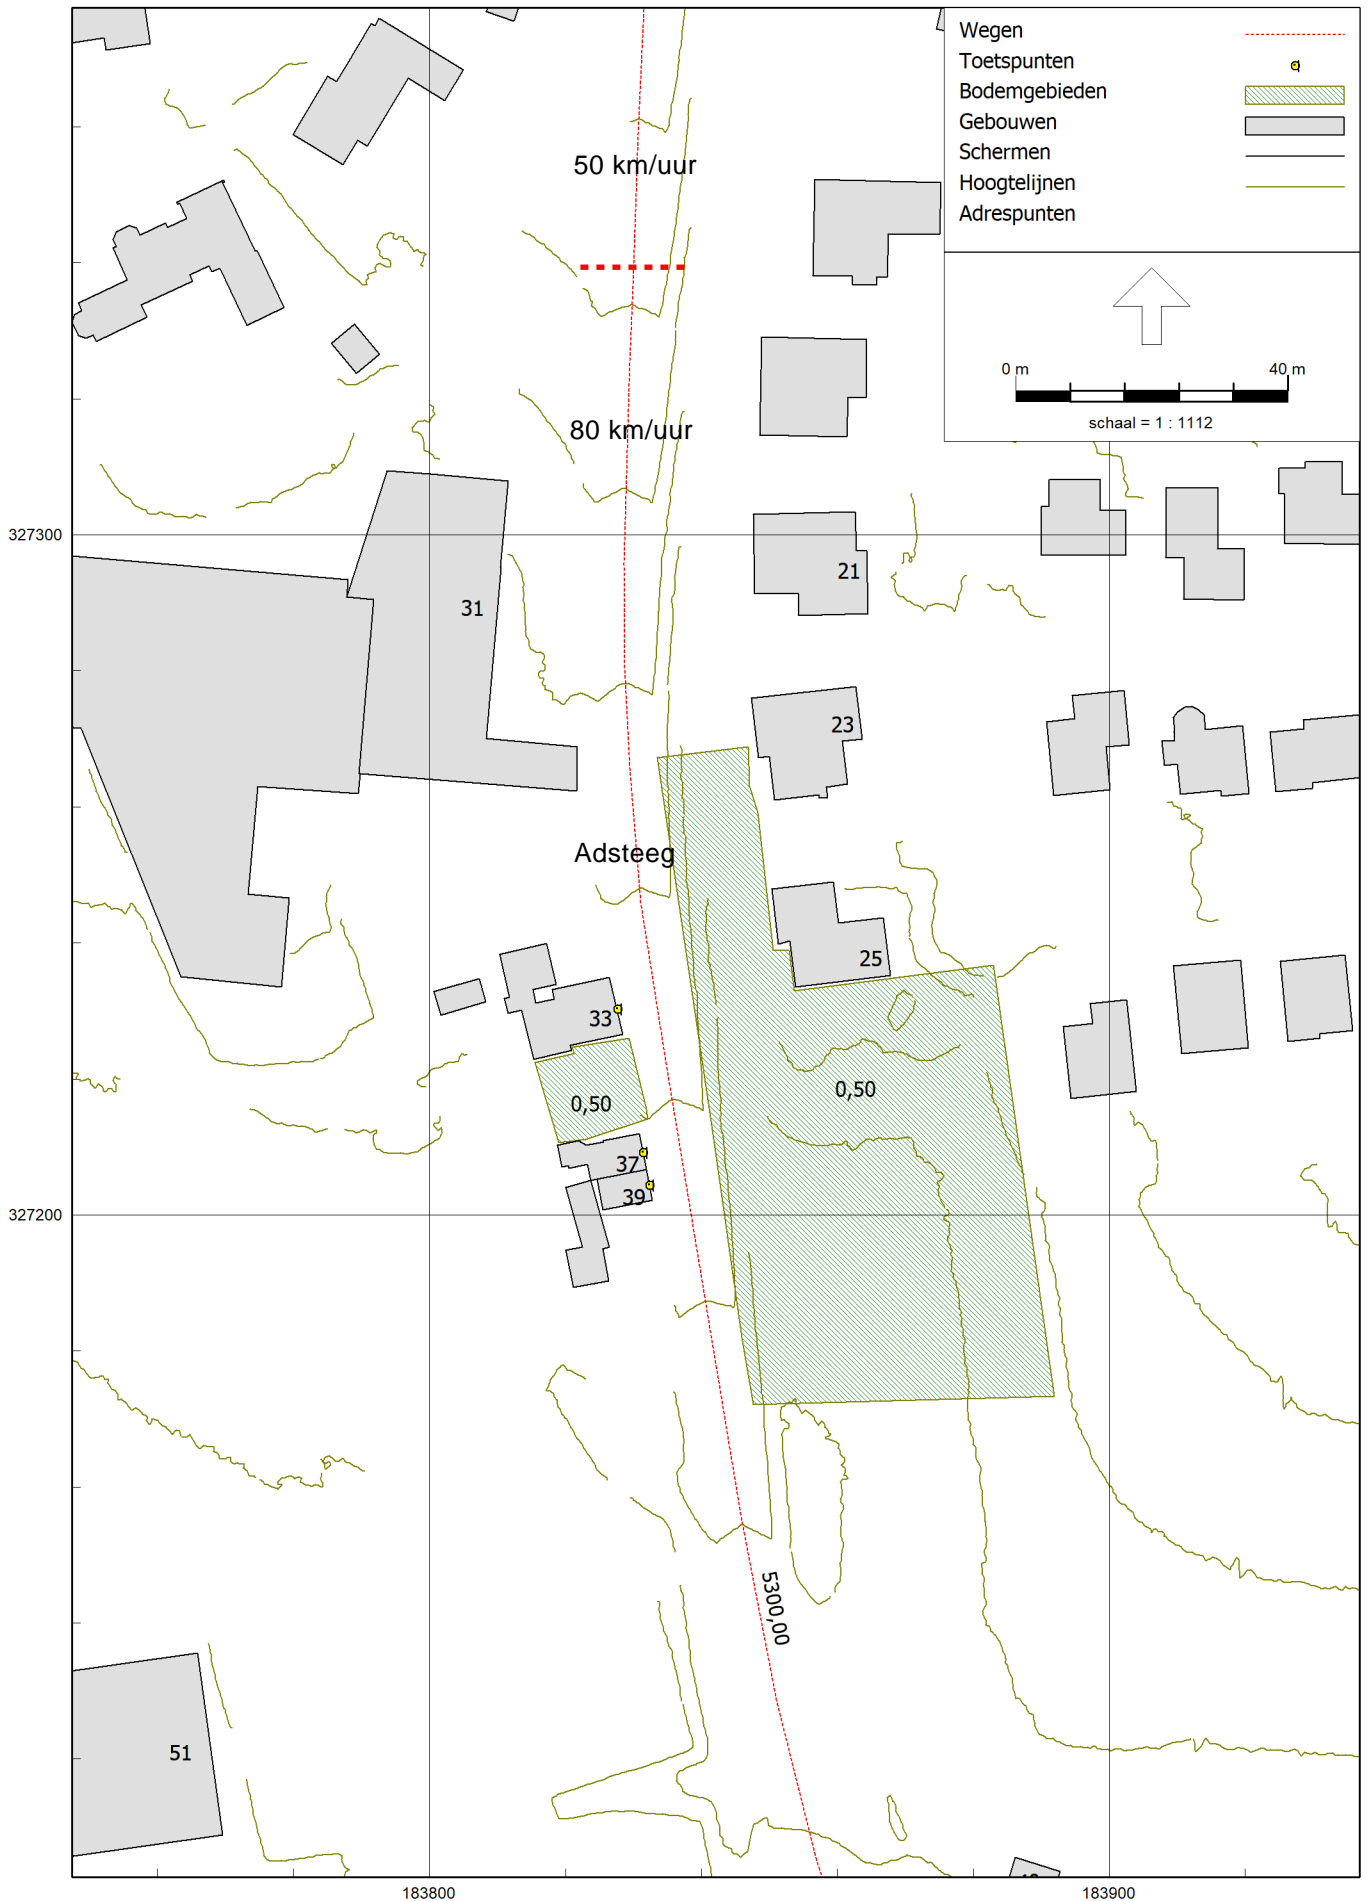 Wegen
Toetspunten
Bodemgebieden
Gebouwen
Schermen
Hoogtelijnen
Adrespunten
50 km/uur
0 m 40 m
schaal = 1 : 1112
80 km/uur
327300
21
31
23
Adsteeg
25
33
0,50
0,50
37
39
327200
5300,00
51
183800 183900